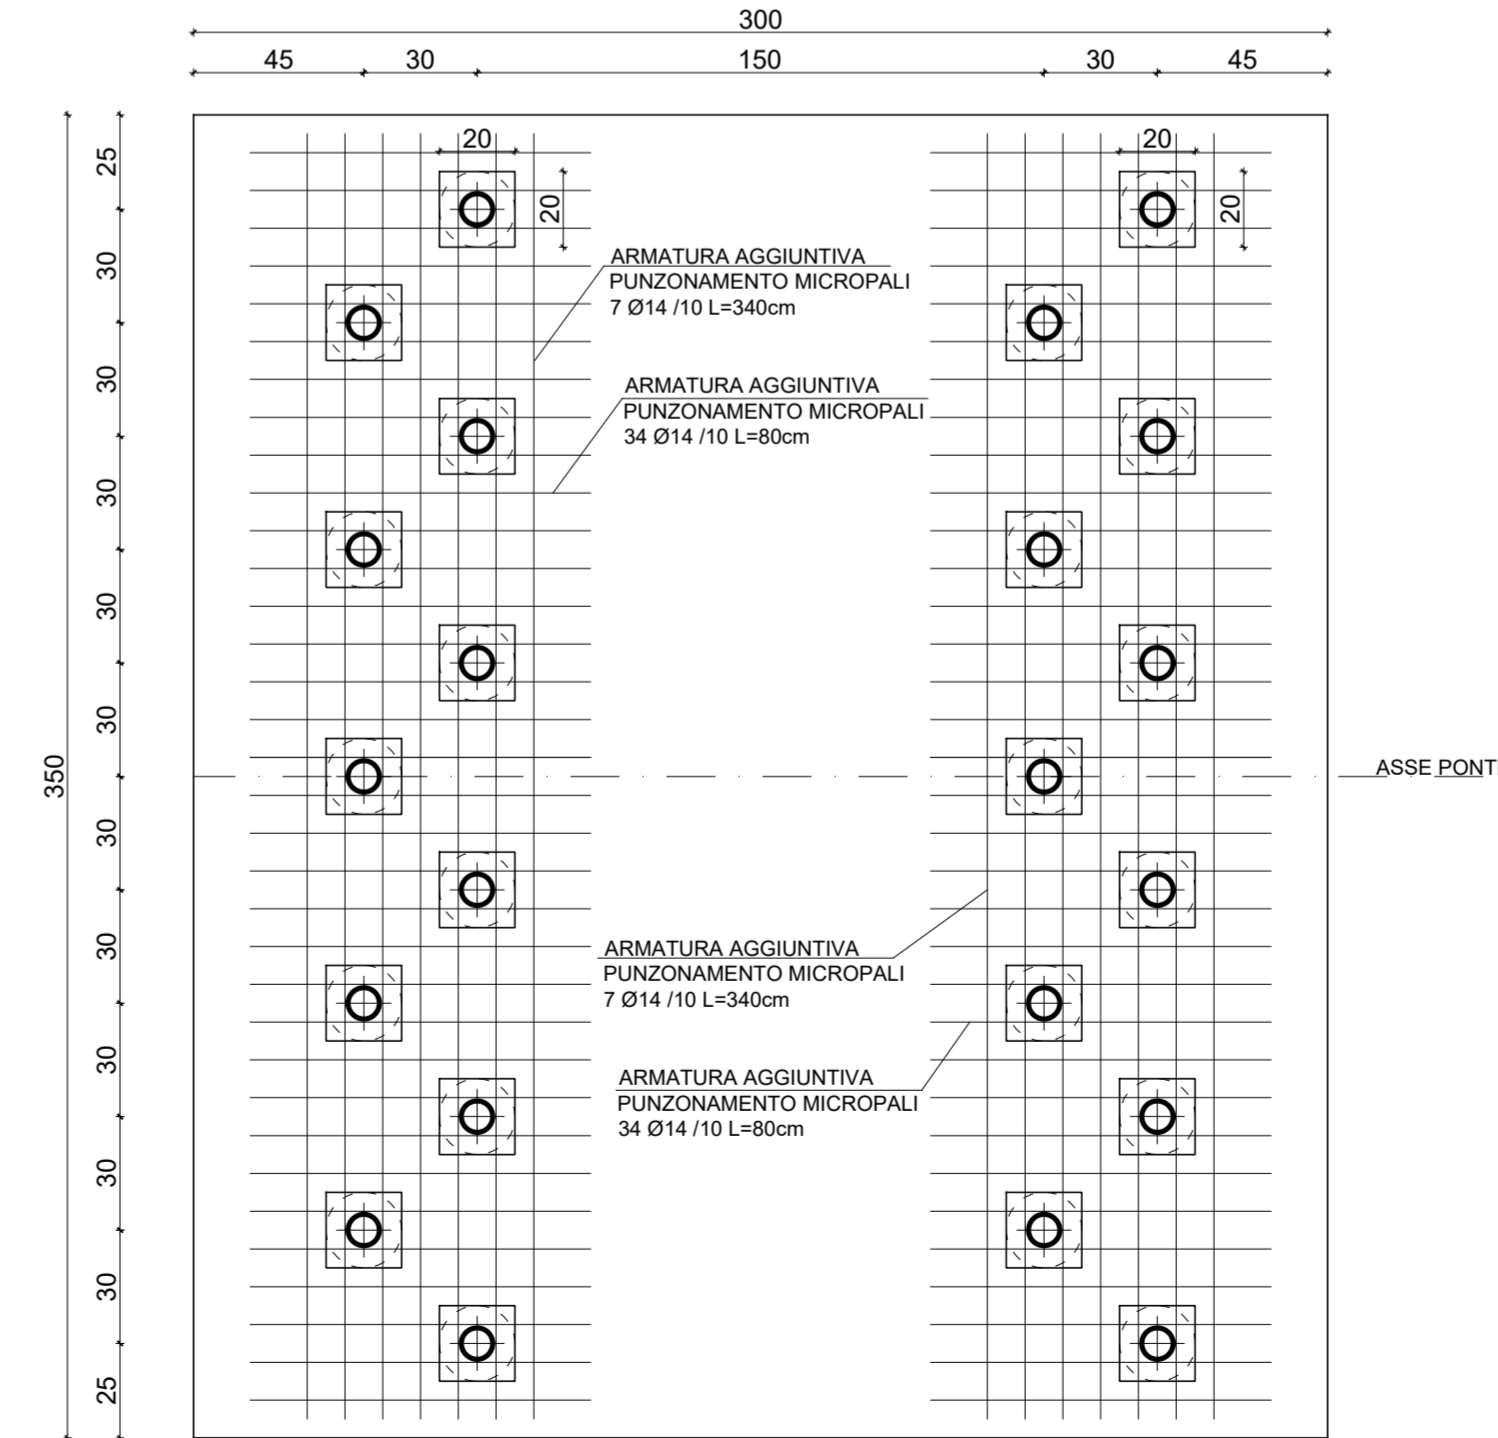 300
45 30 150 30 45
20 20
25
20 20
30
ARMATURA AGGIUNTIVA
PUNZONAMENTO MICROPALI
7 Ø14 /10 L=340cm
30
ARMATURA AGGIUNTIVA
PUNZONAMENTO MICROPALI
34 Ø14 /10 L=80cm
30
30
30
350
ASSE PONT
30
30
ARMATURA AGGIUNTIVA
PUNZONAMENTO MICROPALI
7 Ø14 /10 L=340cm
30
ARMATURA AGGIUNTIVA
PUNZONAMENTO MICROPALI
34 Ø14 /10 L=80cm
30
30
25